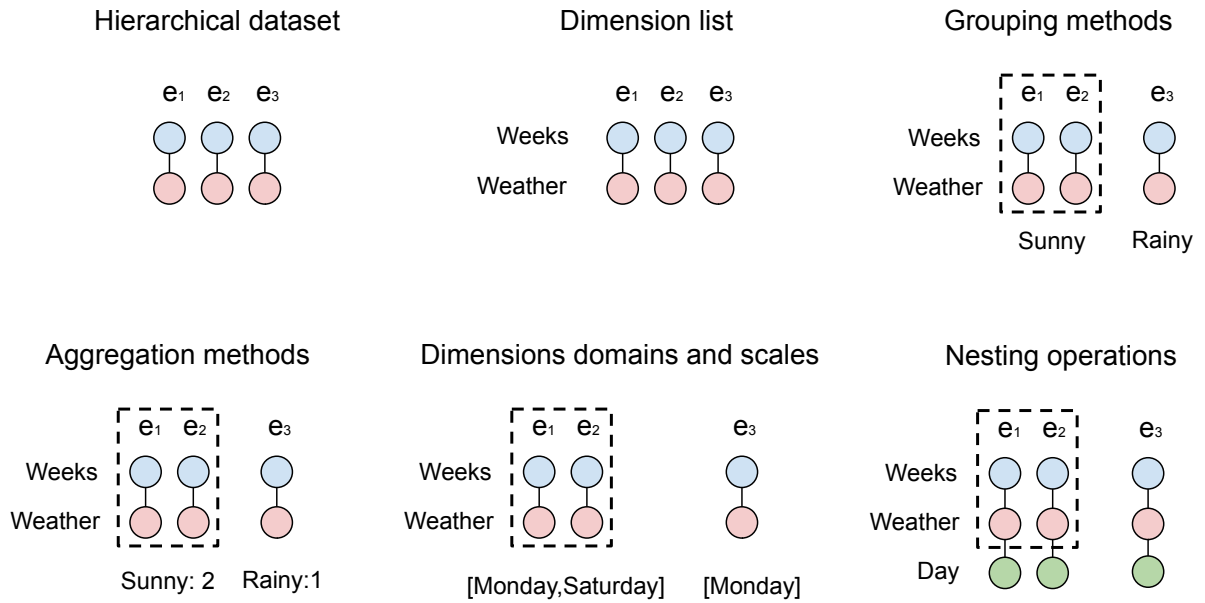 Hierarchical dataset
e1 e2 e3
Dimension list
e1 e2 e3
Weeks
Weather
Grouping methods
e1 e2 e3
Weeks
Weather
Sunny Rainy
Aggregation methods
e1 e2 e3
Weeks
Weather
Sunny: 2 Rainy:1
Dimensions domains and scales
e1 e2 e3
Weeks
Weather
[Monday,Saturday] [Monday]
Nesting operations
e1 e2 e3
Weeks
Weather
Day